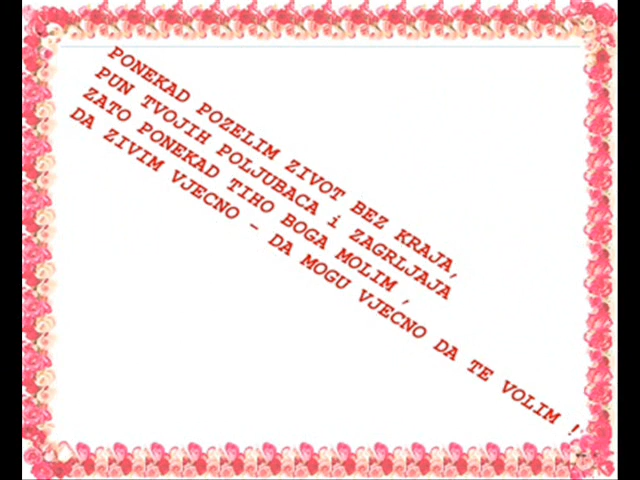 PONEKAD POZELIM ZIVOT BEZ KRAJA,
PUN TVOJIH POLJUBACA i ZAGRLJAJA
ZATO PONEKAD TIHO BOGA MOLIM ,
DA ZIVIM VJECNO - DA MOGU VJECNO DA TE VOLIM !